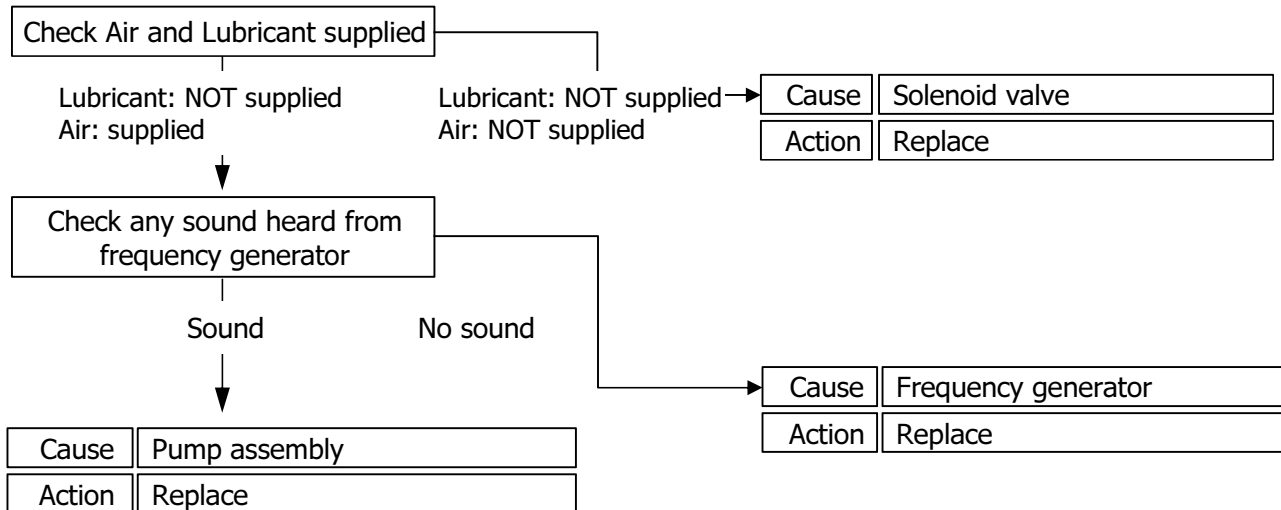 Check Air and Lubricant supplied
Lubricant: NOT supplied
Air: supplied
Lubricant: NOT supplied
Air: NOT supplied
Cause Solenoid valve
Action Replace
Check any sound heard from
frequency generator
Sound
No sound
Cause Frequency generator
Action Replace
Cause Pump assembly
Action Replace